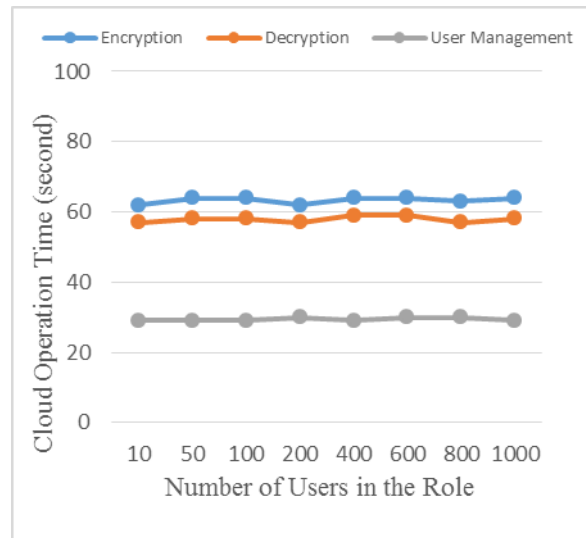 Encryption Decryption User Management
100
80
60
40
20
0
Cloud Operation Time (second)
10 50 100 200 400 600 800 1000
Number of Users in the Role